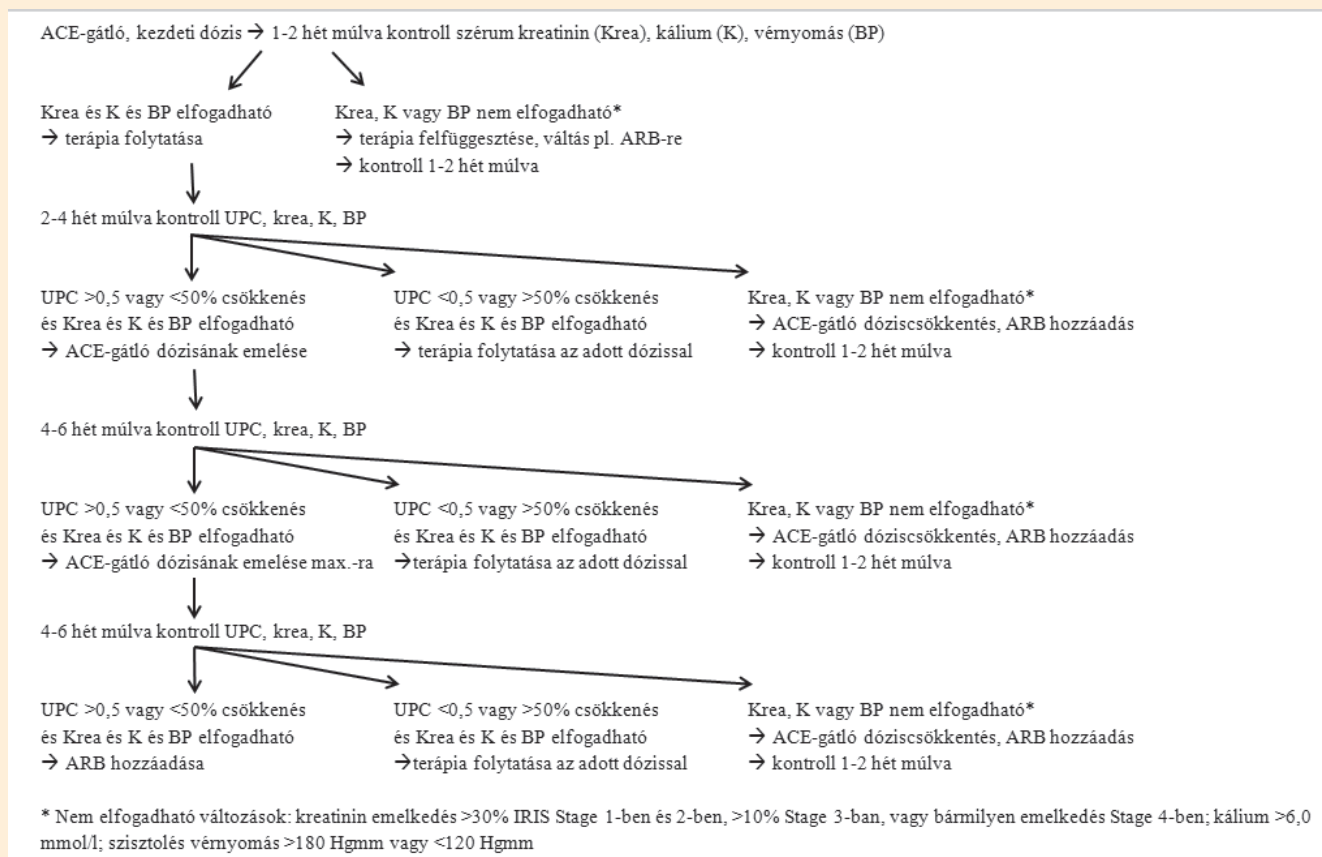 ACE-gátló, kezdeti dózis → 1-2 hét múlva kontroll szérum kreatinin (Krea), kálium (K), vérnyomás (BP)
Krea és K és BP elfogadható
→ terápia folytatása
Krea, K vagy BP nem elfogadható*
→ terápia felfüggesztése, váltás pl. ARB-re
→ kontroll 1-2 hét múlva
2-4 hét múlva kontroll UPC, krea, K, BP
UPC >0,5 vagy <50% csökkenés
és Krea és K és BP elfogadható
→ ACE-gátló dózisának emelése
UPC <0,5 vagy >50% csökkenés
és Krea és K és BP elfogadható
→ terápia folytatása az adott dózissal
Krea, K vagy BP nem elfogadható*
→ ACE-gátló dóziscsökkentés, ARB hozzáadás
→ kontroll 1-2 hét múlva
4-6 hét múlva kontroll UPC, krea, K, BP
UPC >0,5 vagy <50% csökkenés
és Krea és K és BP elfogadható
→ ACE-gátló dózisának emelése max.-ra
UPC <0,5 vagy >50% csökkenés
és Krea és K és BP elfogadható
→terápia folytatása az adott dózissal
Krea, K vagy BP nem elfogadható*
→ ACE-gátló dóziscsökkentés, ARB hozzáadás
→ kontroll 1-2 hét múlva
4-6 hét múlva kontroll UPC, krea, K, BP
UPC >0,5 vagy <50% csökkenés
és Krea és K és BP elfogadható
→ ARB hozzáadása
UPC <0,5 vagy >50% csökkenés
és Krea és K és BP elfogadható
→terápia folytatása az adott dózissal
Krea, K vagy BP nem elfogadható*
→ ACE-gátló dóziscsökkentés, ARB hozzáadás
→ kontroll 1-2 hét múlva
* Nem elfogadható változások: kreatinin emelkedés >30% IRIS Stage 1-ben és 2-ben, >10% Stage 3-ban, vagy bármilyen emelkedés Stage 4-ben; kálium >6,0
mmol/l; szisztolés vérnyomás >180 Hgmm vagy <120 Hgmm